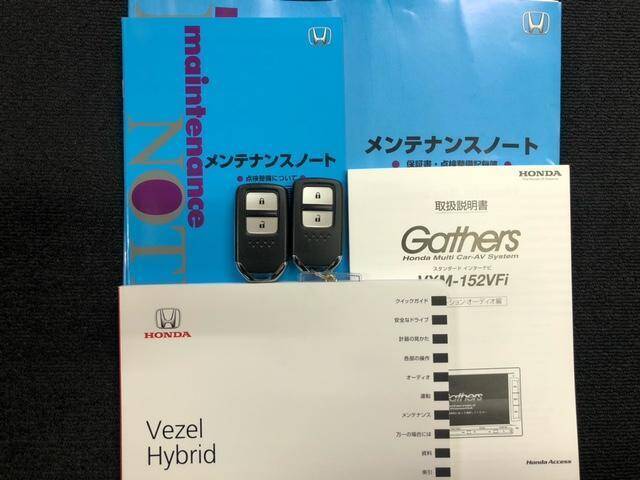 maintenance
NOT
メンテナンスノート
点検整備について
メンテナンスノート
保証書・点検整備記録簿
HONDA
取扱説明書
Gathers
Honda Multi Car-AV System
スタンダード インターナビ
VXM-152VFi
ション・オーディオ編
Gathers
Honda Access
HONDA
Vezel
Hybrid
クイックガイド
安全なドライブ
計器の見かた
各部の操作
オーディオ
運転
メンテナンス
万一の場合には
資料
索引